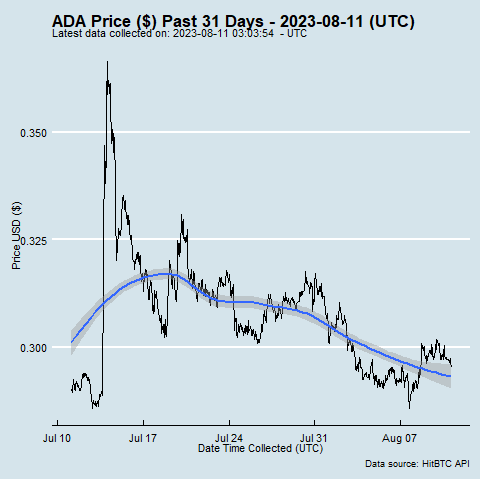 ADA Price ($) Past 31 Days - 2023-08-11 (UTC)
Latest data collected on: 2023-08-11 03:03:54  - UTC
0.350
0.325
0.300
Price USD ($)
Jul 10 Jul 17 Jul 24 Jul 31 Aug 07
Date Time Collected (UTC)
Data source: HitBTC API